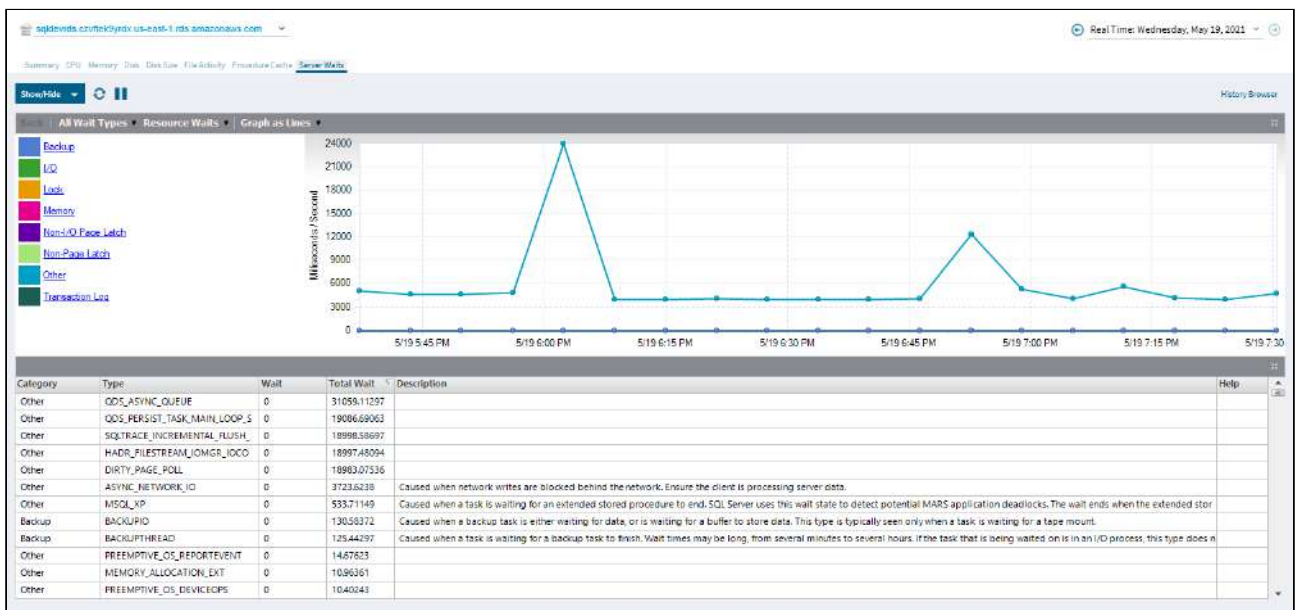 Real Time: Wednesday, May 19, 2021
Summary CPU Memory Disk Disk Size File Activity Procedure Cache Server Waits
Show/Hide
History Browser
Back All Wait Types Resource Waits Graph as Lines
Backup
I/O
Lock
Memory
Non-I/O Page Latch
Non-Page Latch
Other
Transaction Log
Milliseconds / Second
24000
21000
18000
15000
12000
9000
6000
3000
0
5/19 5:45 PM 5/19 6:00 PM 5/19 6:15 PM 5/19 6:30 PM 5/19 6:45 PM 5/19 7:00 PM 5/19 7:15 PM 5/19 7:30
Category Type Wait Total Wait Description Help
Other QDS_ASYNC_QUEUE 0 31059.11297
Other QDS_PERSIST_TASK_MAIN_LOOP_S 0 19086.69063
Other SQLTRACE_INCREMENTAL_FLUSH_ 0 18998.58697
Other HADR_FILESTREAM_IOMGR_IOCO 0 18997.48094
Other DIRTY_PAGE_POLL 0 18983.07536
Other ASYNC_NETWORK_IO 0 3723.6238 Caused when network writes are blocked behind the network. Ensure the client is processing server data.
Other MSQL_XP 0 533.71149 Caused when a task is waiting for an extended stored procedure to end. SQL Server uses this wait state to detect potential MARS application deadlocks. The wait ends when the extended stor
Backup BACKUPIO 0 130.58372 Caused when a backup task is either waiting for data, or is waiting for a buffer to store data. This type is typically seen only when a task is waiting for a tape mount.
Backup BACKUPTHREAD 0 125.44297 Caused when a task is waiting for a backup task to finish. Wait times may be long, from several minutes to several hours. If the task that is being waited on is in an I/O process, this type does n
Other PREEMPTIVE_OS_REPORTEVENT 0 14.67623
Other MEMORY_ALLOCATION_EXT 0 10.96361
Other PREEMPTIVE_OS_DEVICEOPS 0 10.40243